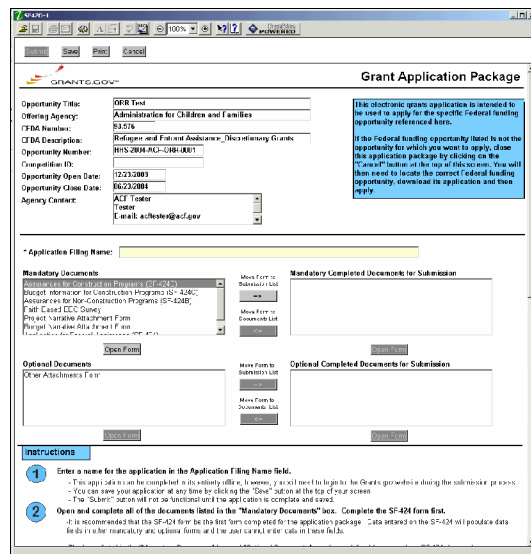 SF424D-1
100%
POWERED
Submit Save Print Cancel
GRANTS.GOV
Grant Application Package
Opportunity Title: ORR Test
Offering Agency: Administration for Children and Families
CFDA Number: 93.576
CFDA Description: Refugee and Entrant Assistance_Discretionary Grants
Opportunity Number: HHS-2004-ACF-ORR-0001
Competition ID:
Opportunity Open Date: 12/23/2003
Opportunity Close Date: 06/23/2004
Agency Contact: ACF Tester
Tester
E-mail: acftester@acf.gov
This electronic grants application is intended to
be used to apply for the specific Federal funding
opportunity referenced here.
If the Federal funding opportunity listed is not the
opportunity for which you want to apply, close
this application package by clicking on the
"Cancel" button at the top of this screen. You will
then need to locate the correct Federal funding
opportunity, download its application and then
apply.
* Application Filing Name:
Mandatory Documents
Assurances for Construction Programs (SF-424D)
Budget Information for Construction Programs (SF-424C)
Assurances for Non-Construction Programs (SF-424B)
Faith Based EEO Survey
Project Narrative Attachment Form
Budget Narrative Attachment Form
Move Form to
Submission List
=>
Move Form to
Documents List
<=
Mandatory Completed Documents for Submission
Open Form
Open Form
Optional Documents
Other Attachments Form
Move Form to
Submission List
=>
Move Form to
Documents List
<=
Optional Completed Documents for Submission
Open Form
Open Form
Instructions
1 Enter a name for the application in the Application Filing Name field.
- This application can be completed in its entirety offline; however, you will need to login to the Grants.gov website during the submission process.
- You can save your application at any time by clicking the "Save" button at the top of your screen.
- The "Submit" button will not be functional until the application is complete and saved.
2 Open and complete all of the documents listed in the "Mandatory Documents" box. Complete the SF-424 form first.
-It is recommended that the SF-424 form be the first form completed for the application package. Data entered on the SF-424 will populate data
fields in other mandatory and optional forms and the user cannot enter data in these fields.